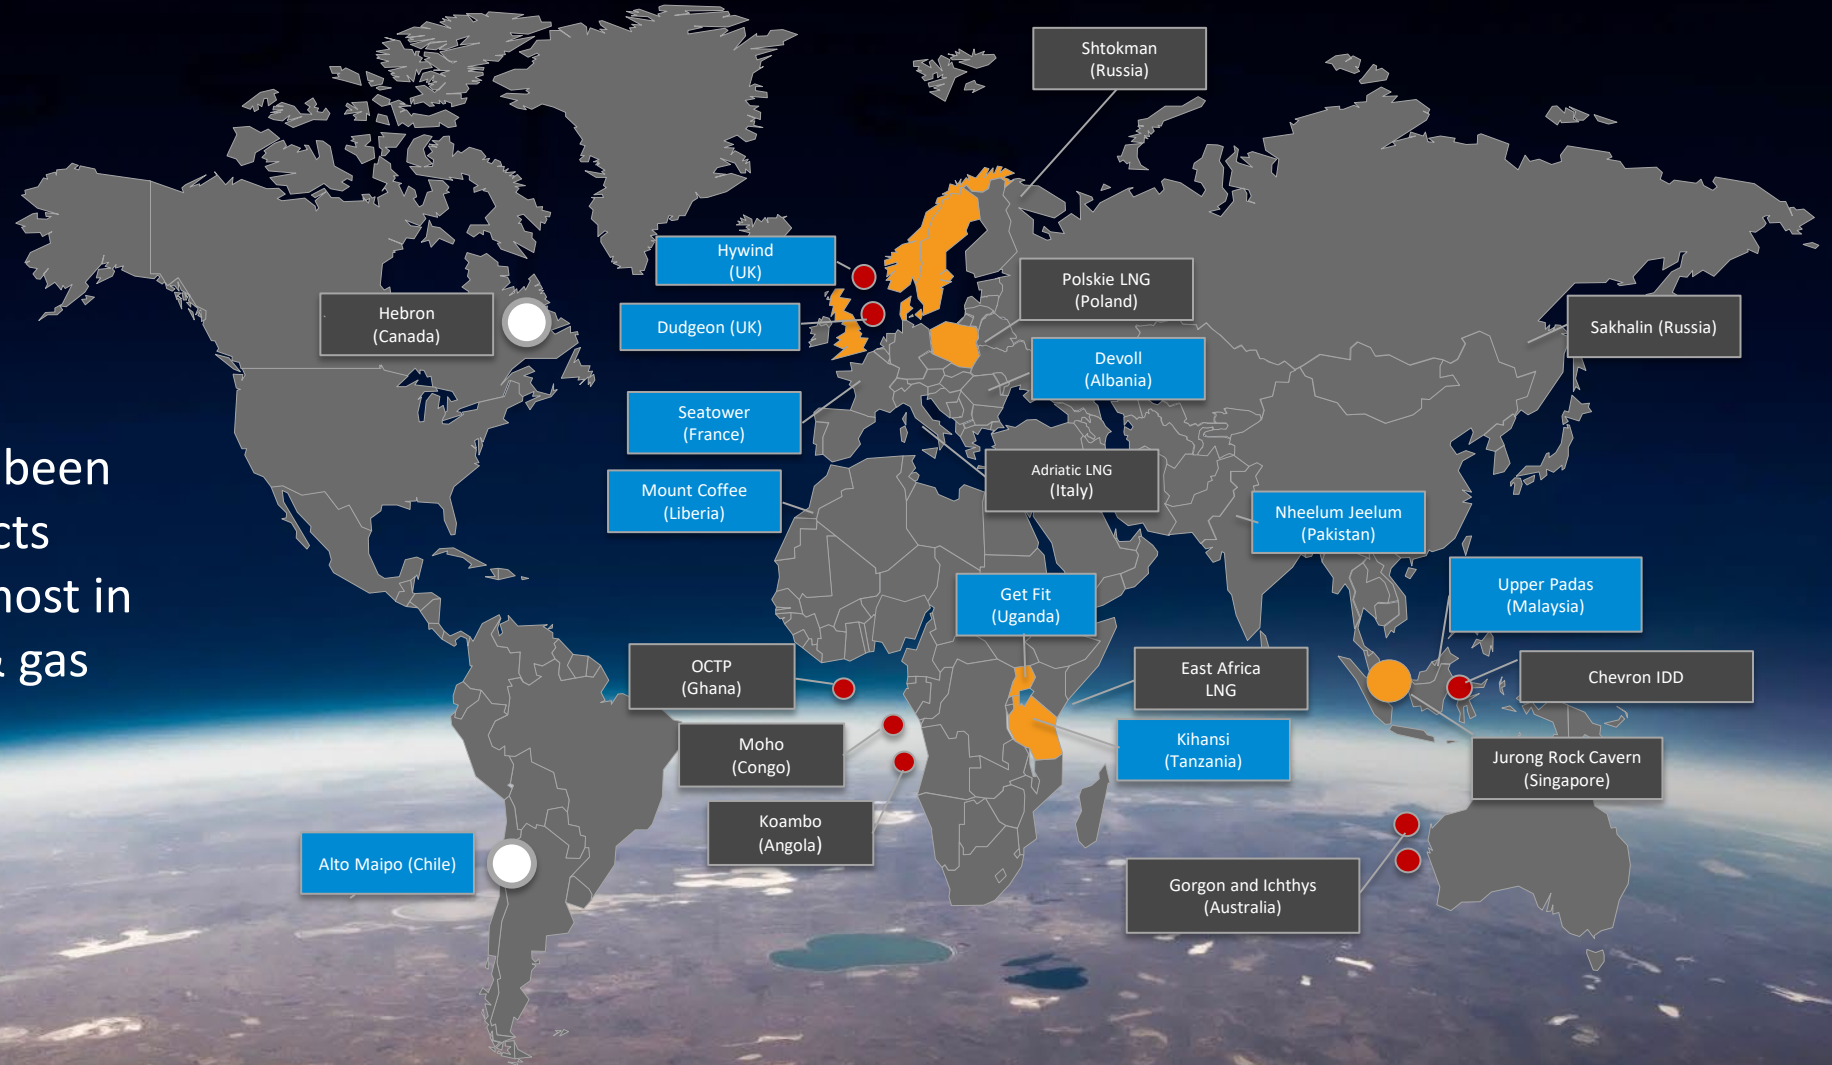 Shtokman
(Russia)
Hywind
(UK)
Polskie LNG
(Poland)
Hebron
(Canada)
Dudgeon (UK)
Sakhalin (Russia)
Devoll
(Albania)
Seatower
(France)
been
cts
in
& gas
Adriatic LNG
(Italy)
Mount Coffee
(Liberia)
Nheelum Jeelum
(Pakistan)
Get Fit
(Uganda)
Upper Padas
(Malaysia)
OCTP
(Ghana)
East Africa
LNG
Chevron IDD
Moho
(Congo)
Kihansi
(Tanzania)
Jurong Rock Cavern
(Singapore)
Koambo
(Angola)
Alto Maipo (Chile)
Gorgon and Ichthys
(Australia)